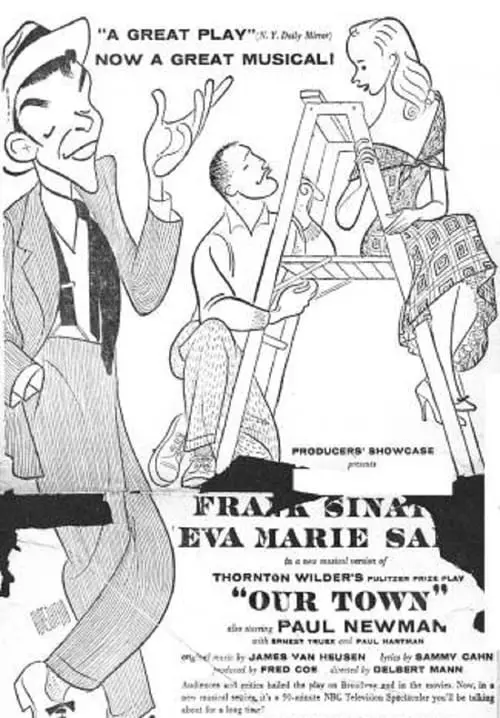 "A GREAT PLAY" (N. Y. Daily Mirror)
NOW A GREAT MUSICAL!
PRODUCERS' SHOWCASE
presents
FRANK SINAT
EVA MARIE SA
in a new musical version of
THORNTON WILDER'S PULITZER PRIZE PLAY
"OUR TOWN"
also starring PAUL NEWMAN
with ERNEST TRUEX and PAUL HARTMAN
original music by JAMES VAN HEUSEN lyrics by SAMMY CAHN
produced by FRED COE directed by DELBERT MANN
Audiences and critics hailed the play on Broadway and in the movies. Now, in a
new musical version, it's a 90-minute NBC Television Spectacular you'll be talking
about for a long time!